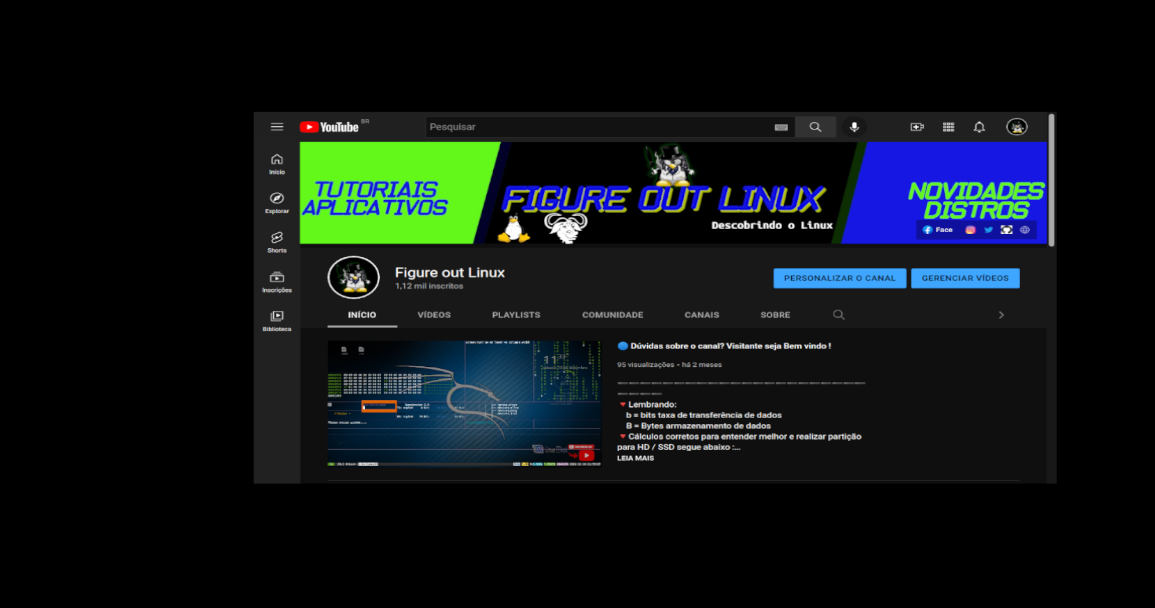 YouTube BR
Pesquisar
Início
Explorar
Shorts
Inscrições
Biblioteca
TUTORIAIS
APLICATIVOS
FIGURE OUT LINUX
Descobrindo o Linux
NOVIDADES
DISTROS
Face
Figure out Linux
1,12 mil inscritos
PERSONALIZAR O CANAL
GERENCIAR VÍDEOS
INÍCIO VÍDEOS PLAYLISTS COMUNIDADE CANAIS SOBRE
Dúvidas sobre o canal? Visitante seja Bem vindo !
95 visualizações • há 2 meses
Lembrando:
b = bits taxa de transferência de dados
B = Bytes armazenamento de dados
Cálculos corretos para entender melhor e realizar partição
para HD / SSD segue abaixo :...
LEIA MAIS